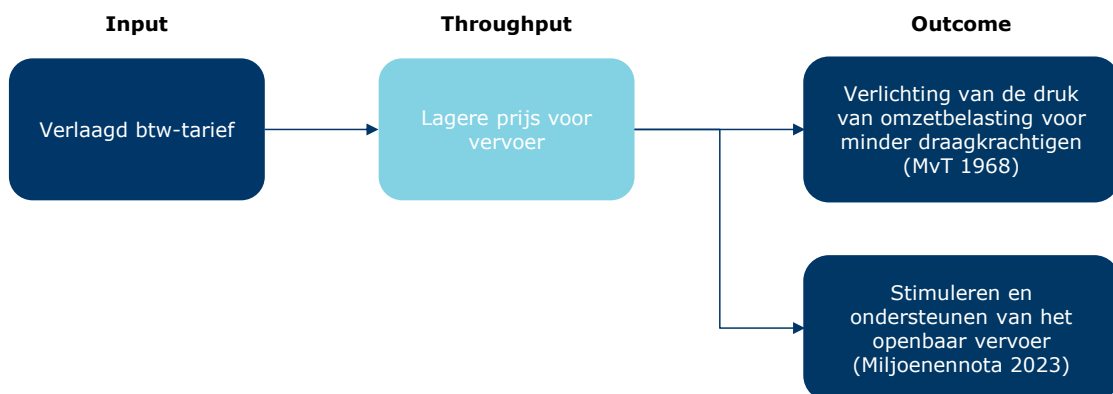 Input
Throughput
Outcome
Verlaagd btw-tarief
Lagere prijs voor
vervoer
Verlichting van de druk
van omzetbelasting voor
minder draagkrachtigen
(MvT 1968)
Stimuleren en
ondersteunen van het
openbaar vervoer
(Miljoenennota 2023)